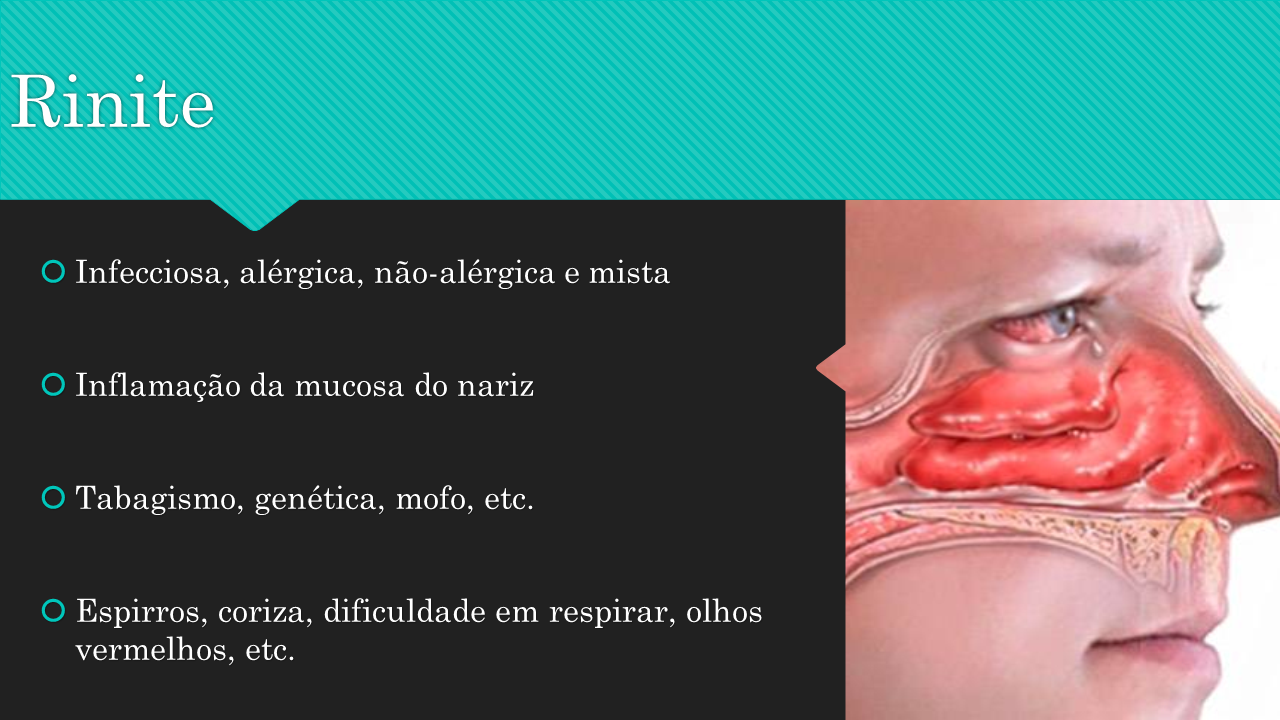 Rinite
Infecciosa, alérgica, não-alérgica e mista
Inflamação da mucosa do nariz
Tabagismo, genética, mofo, etc.
Espirros, coriza, dificuldade em respirar, olhos
vermelhos, etc.